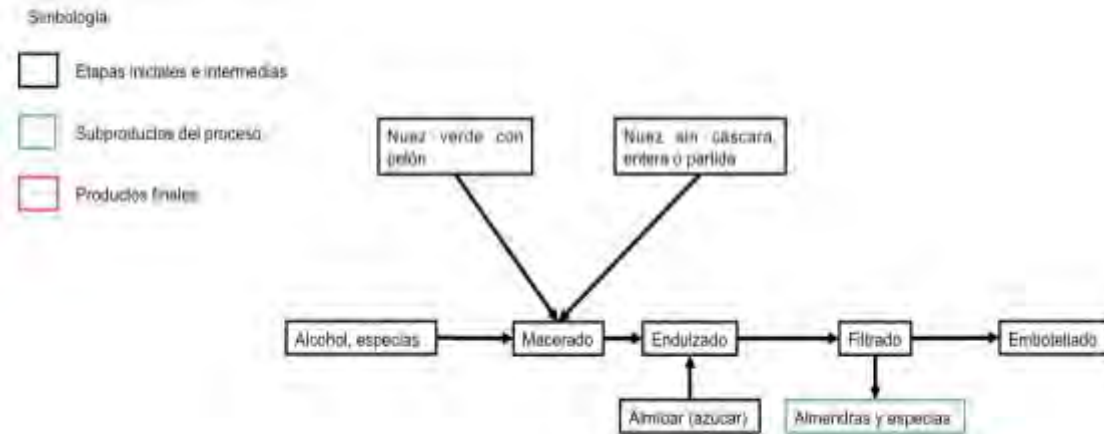 Simbología
Etapas iniciales e intermedias
Subproductos del proceso
Productos finales
Nuez verde con
pelón
Nuez sin cáscara,
entera o partida
Alcohol, especias
Macerado
Endulzado
Filtrado
Embotellado
Almíbar (azúcar)
Almendras y especias